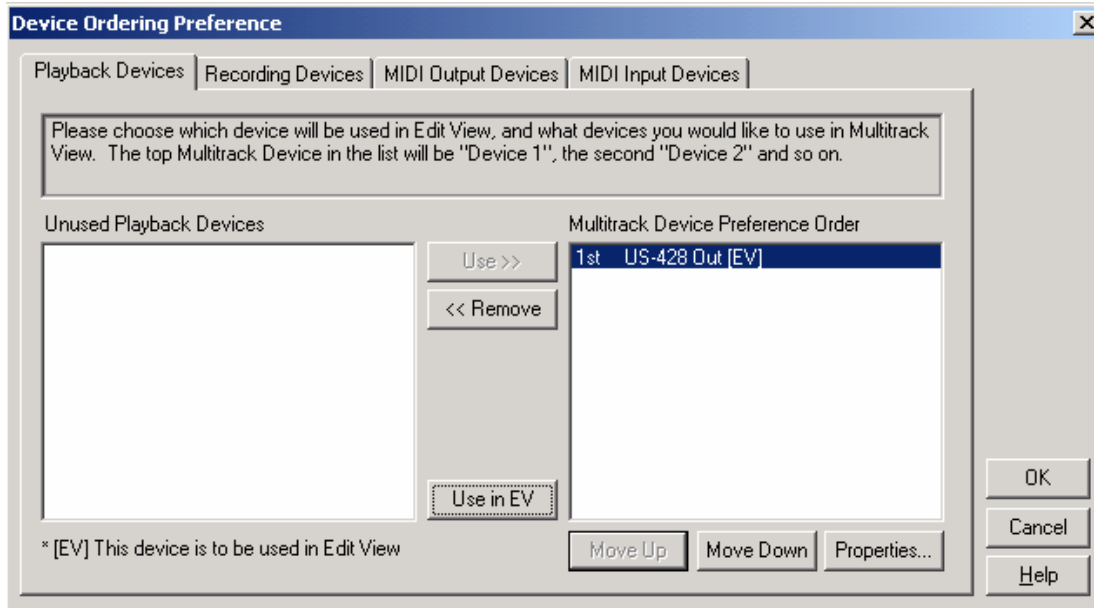 Device Ordering Preference
Playback Devices
Recording Devices
MIDI Output Devices
MIDI Input Devices
Please choose which device will be used in Edit View, and what devices you would like to use in Multitrack
View. The top Multitrack Device in the list will be "Device 1", the second "Device 2" and so on.
Unused Playback Devices
Multitrack Device Preference Order
Use >>
<< Remove
1st US-428 Out [EV]
Use in EV
* [EV] This device is to be used in Edit View
Move Up
Move Down
Properties...
OK
Cancel
Help